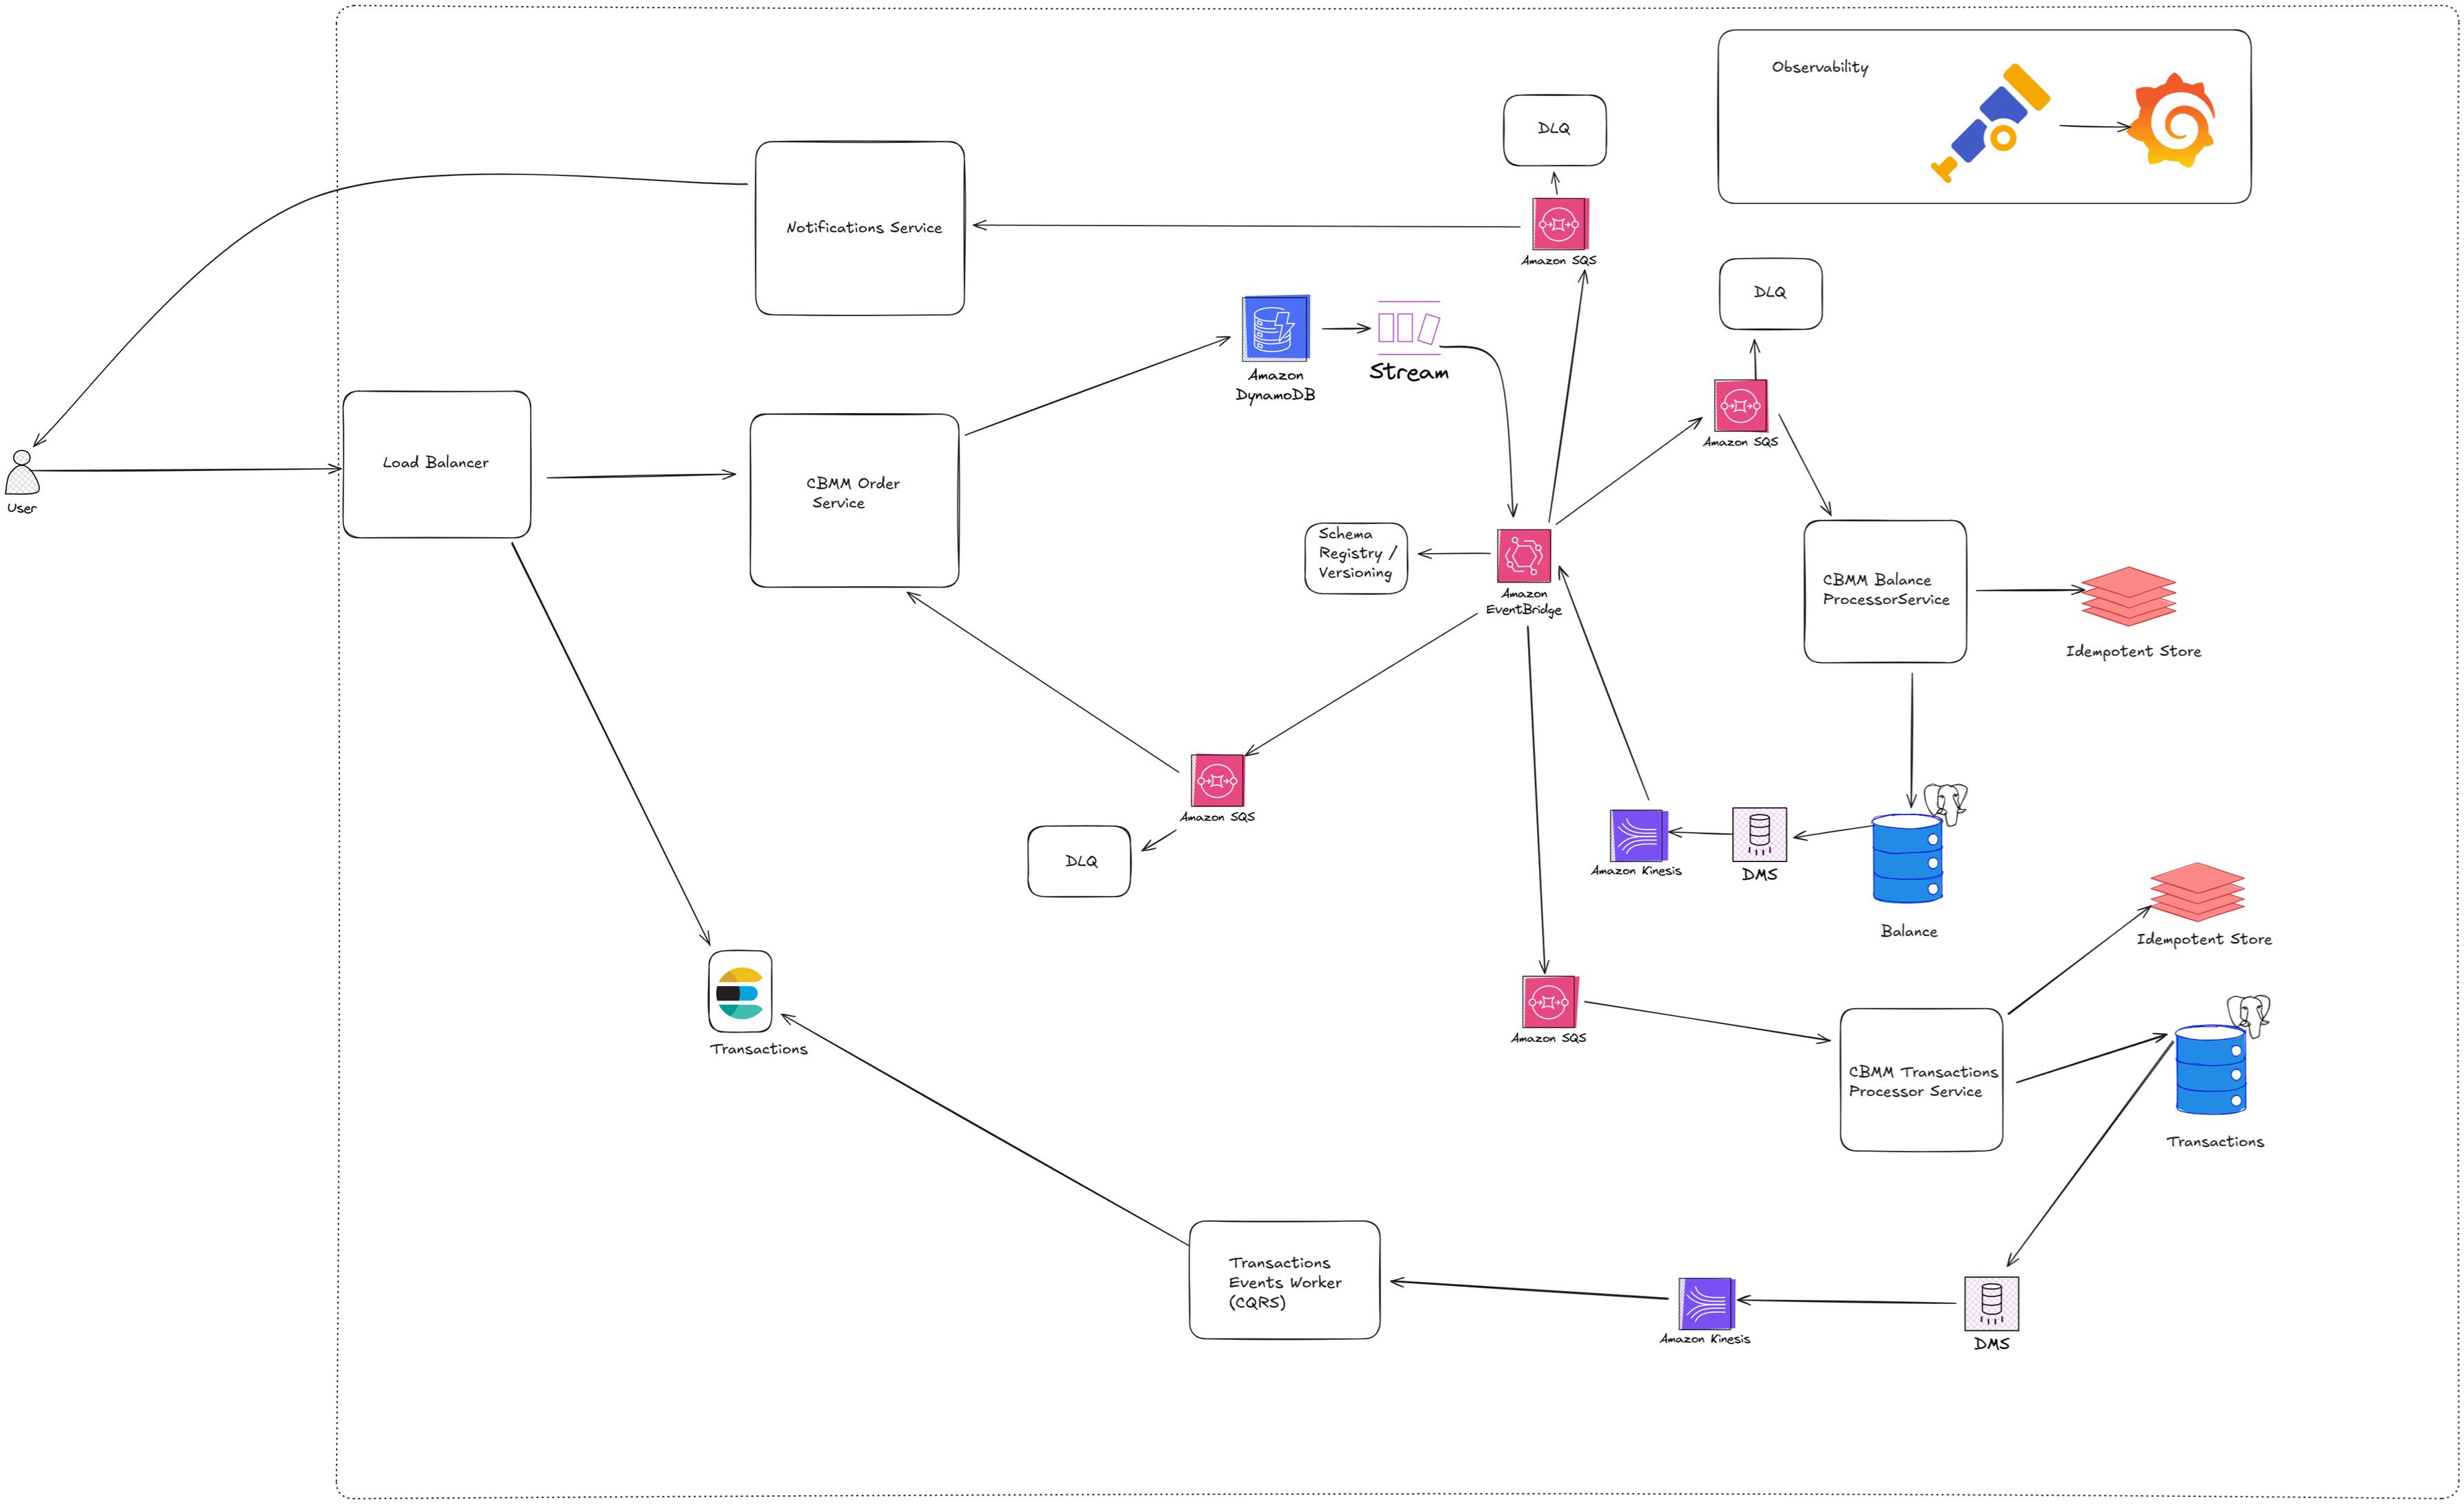 Observability
DLQ
Notifications Service
Amazon SQS
DLQ
Amazon
DynamoDB
Stream
Amazon SQS
Load Balancer
CBMM Order
Service
User
Schema
Registry /
Versioning
Amazon
EventBridge
CBMM Balance
ProcessorService
Idempotent Store
Amazon SQS
DLQ
Amazon Kinesis
DMS
Balance
Idempotent Store
Transactions
Amazon SQS
CBMM Transactions
Processor Service
Transactions
Transactions
Events Worker
(CQRS)
Amazon Kinesis
DMS